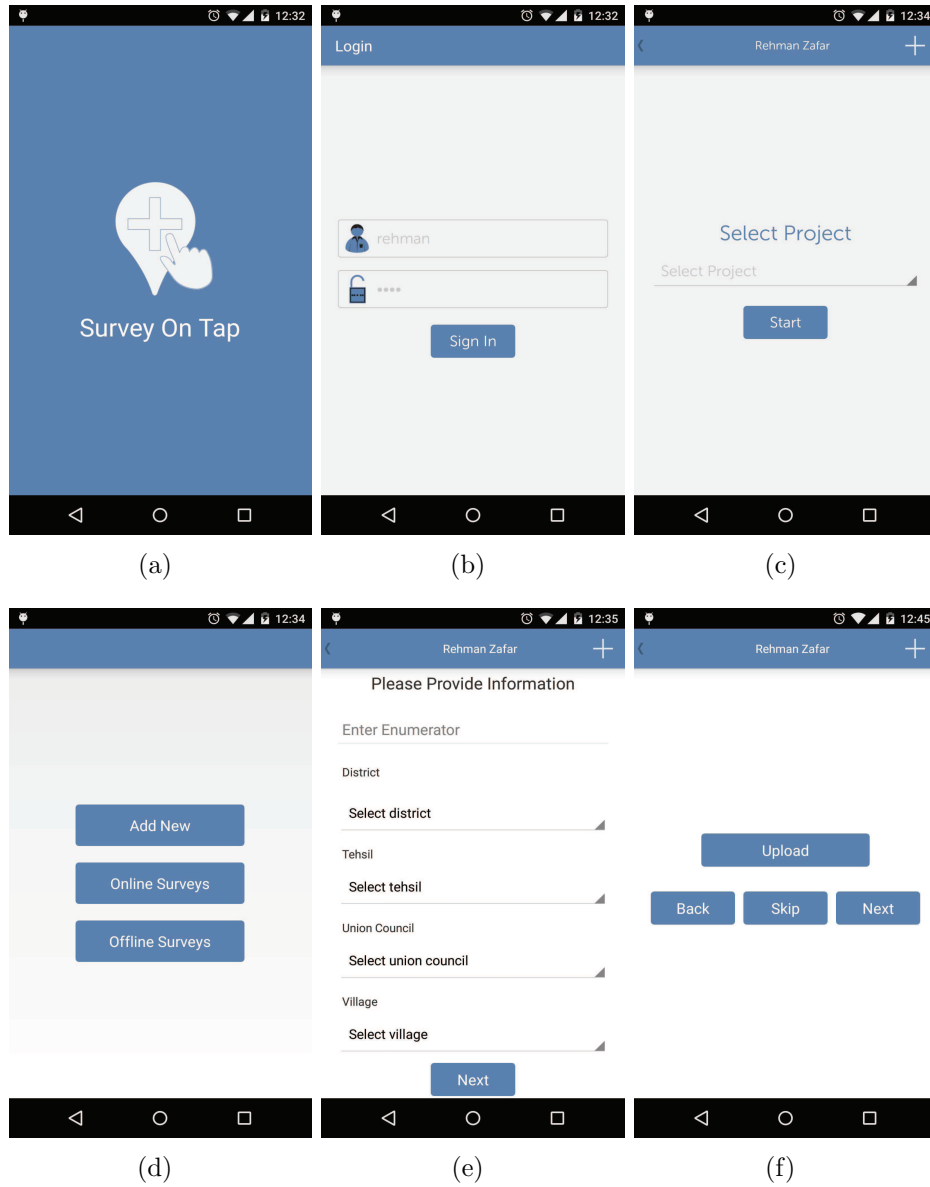 12:32
Survey On Tap
(a)
12:32
Login
rehman
••••
Sign In
(b)
12:34
Rehman Zafar
Select Project
Select Project
Start
(c)
12:34
Add New
Online Surveys
Offline Surveys
(d)
12:35
Rehman Zafar
Please Provide Information
Enter Enumerator
District
Select district
Tehsil
Select tehsil
Union Council
Select union council
Village
Select village
Next
(e)
12:45
Rehman Zafar
Upload
Back Skip Next
(f)